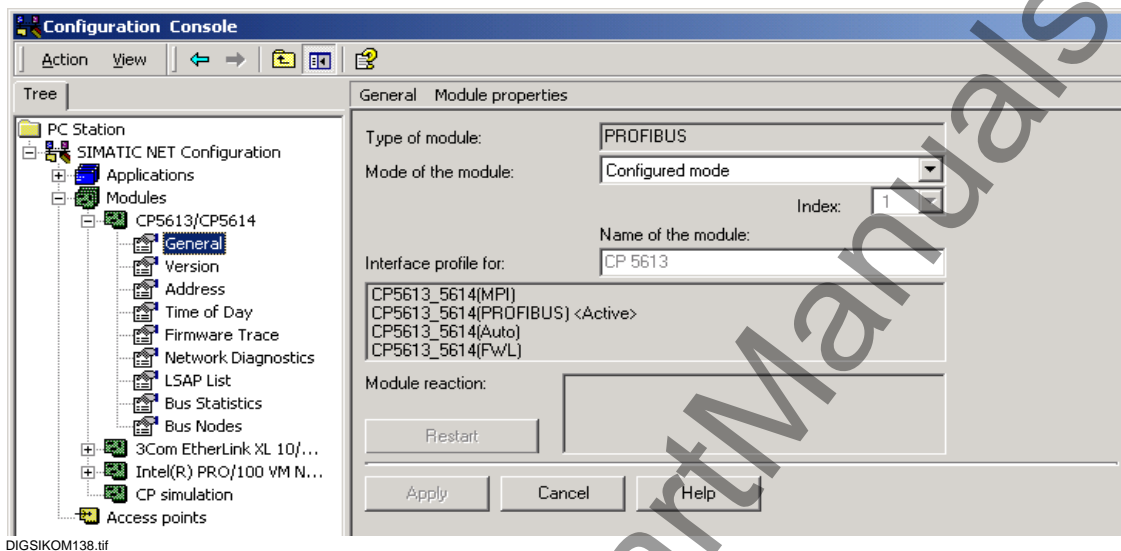 Configuration Console
Action View
Tree
PC Station
SIMATIC NET Configuration
Applications
Modules
CP5613/CP5614
General
Version
Address
Time of Day
Firmware Trace
Network Diagnostics
LSAP List
Bus Statistics
Bus Nodes
3Com EtherLink XL 10/...
Intel(R) PRO/100 VM N...
CP simulation
Access points
General Module properties
Type of module: PROFIBUS
Mode of the module: Configured mode
Index: 1
Name of the module:
Interface profile for: CP 5613
CP5613_5614(MPI)
CP5613_5614(PROFIBUS) <Active>
CP5613_5614(Auto)
CP5613_5614(FWL)
Module reaction:
Restart
Apply Cancel Help
DIGSIKOM138.tif